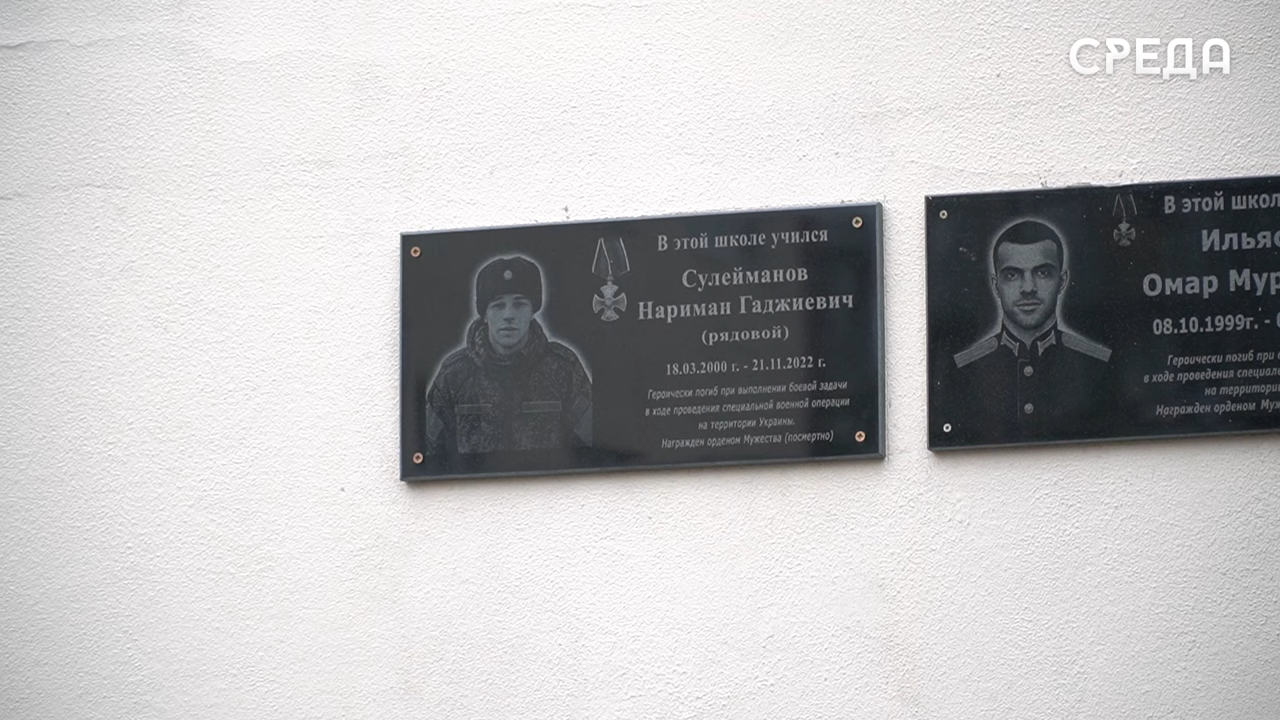 СРЕДА
В этой школе учился
Сулейманов
Нариман Гаджиевич
(рядовой)
18.03.2000 г. - 21.11.2022 г.
Героически погиб при выполнении боевой задачи
в ходе проведения специальной военной операции
на территории Украины.
Награжден орденом Мужества (посмертно)
В этой
Омар
08.10.1999г. -
Героически погиб при
в ходе проведения
на
Награжден орденом